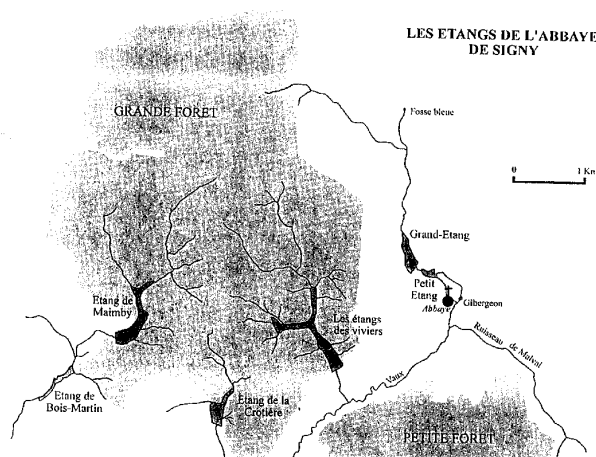 LES ETANGS DE L'ABBAYE
DE SIGNY
GRANDE FORET
Fosse bleue
0 1 Km
Grand-Etang
Petit
Etang
Abbaye
Gibergeon
Etang de
Maimby
Les étangs
des viviers
Ruisseau de Malval
Vaux
Etang de
Bois-Martin
Etang de la
Crotière
PETITE FORET